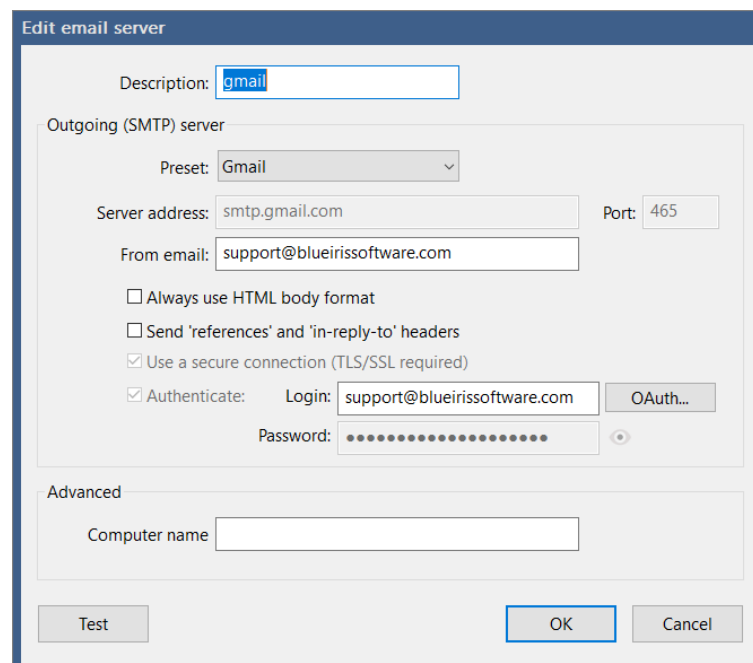 Edit email server
Description: gmail
Outgoing (SMTP) server
Preset: Gmail
Server address: smtp.gmail.com Port: 465
From email: support@blueirissoftware.com
Always use HTML body format
Send 'references' and 'in-reply-to' headers
Use a secure connection (TLS/SSL required)
Authenticate: Login: support@blueirissoftware.com OAuth...
Password: ●●●●●●●●●●●●●●●●●●●●
Advanced
Computer name
Test OK Cancel